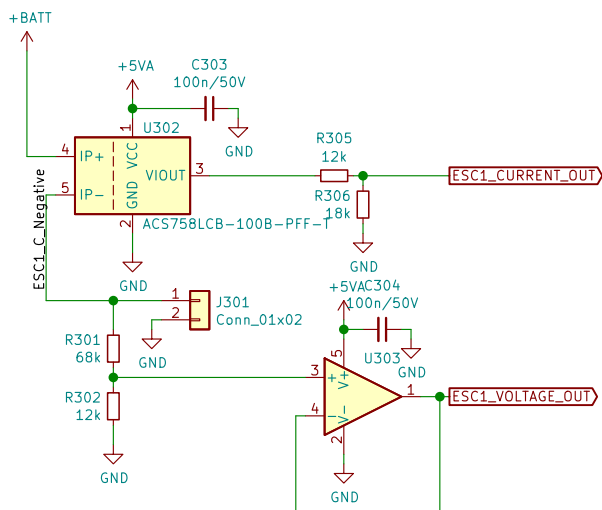 +BATT
+5VA
C303
100n/50V
GND
1
U302
4
IP+
VCC
VIOUT
3
5
IP-
GND
2
ACS758LCB-100B-PFF-T
GND
R305
12k
ESC1_CURRENT_OUT
R306
18k
GND
ESC1_C_Negative
1
2
J301
Conn_01x02
GND
R301
68k
R302
12k
GND
+5VA
C304
100n/50V
GND
5
U303
3
+
V+
4
-
V-
2
1
ESC1_VOLTAGE_OUT
GND